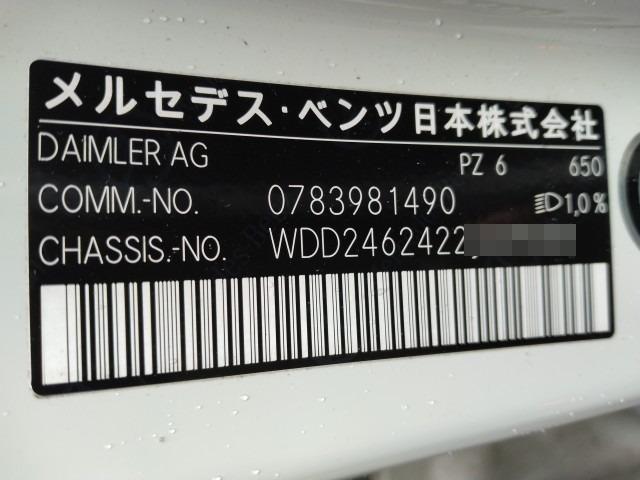 メルセデス・ベンツ日本株式会社
DAIMLER AG PZ 6 650
COMM.-NO. 0783981490 1,0%
CHASSIS.-NO. WDD2462422